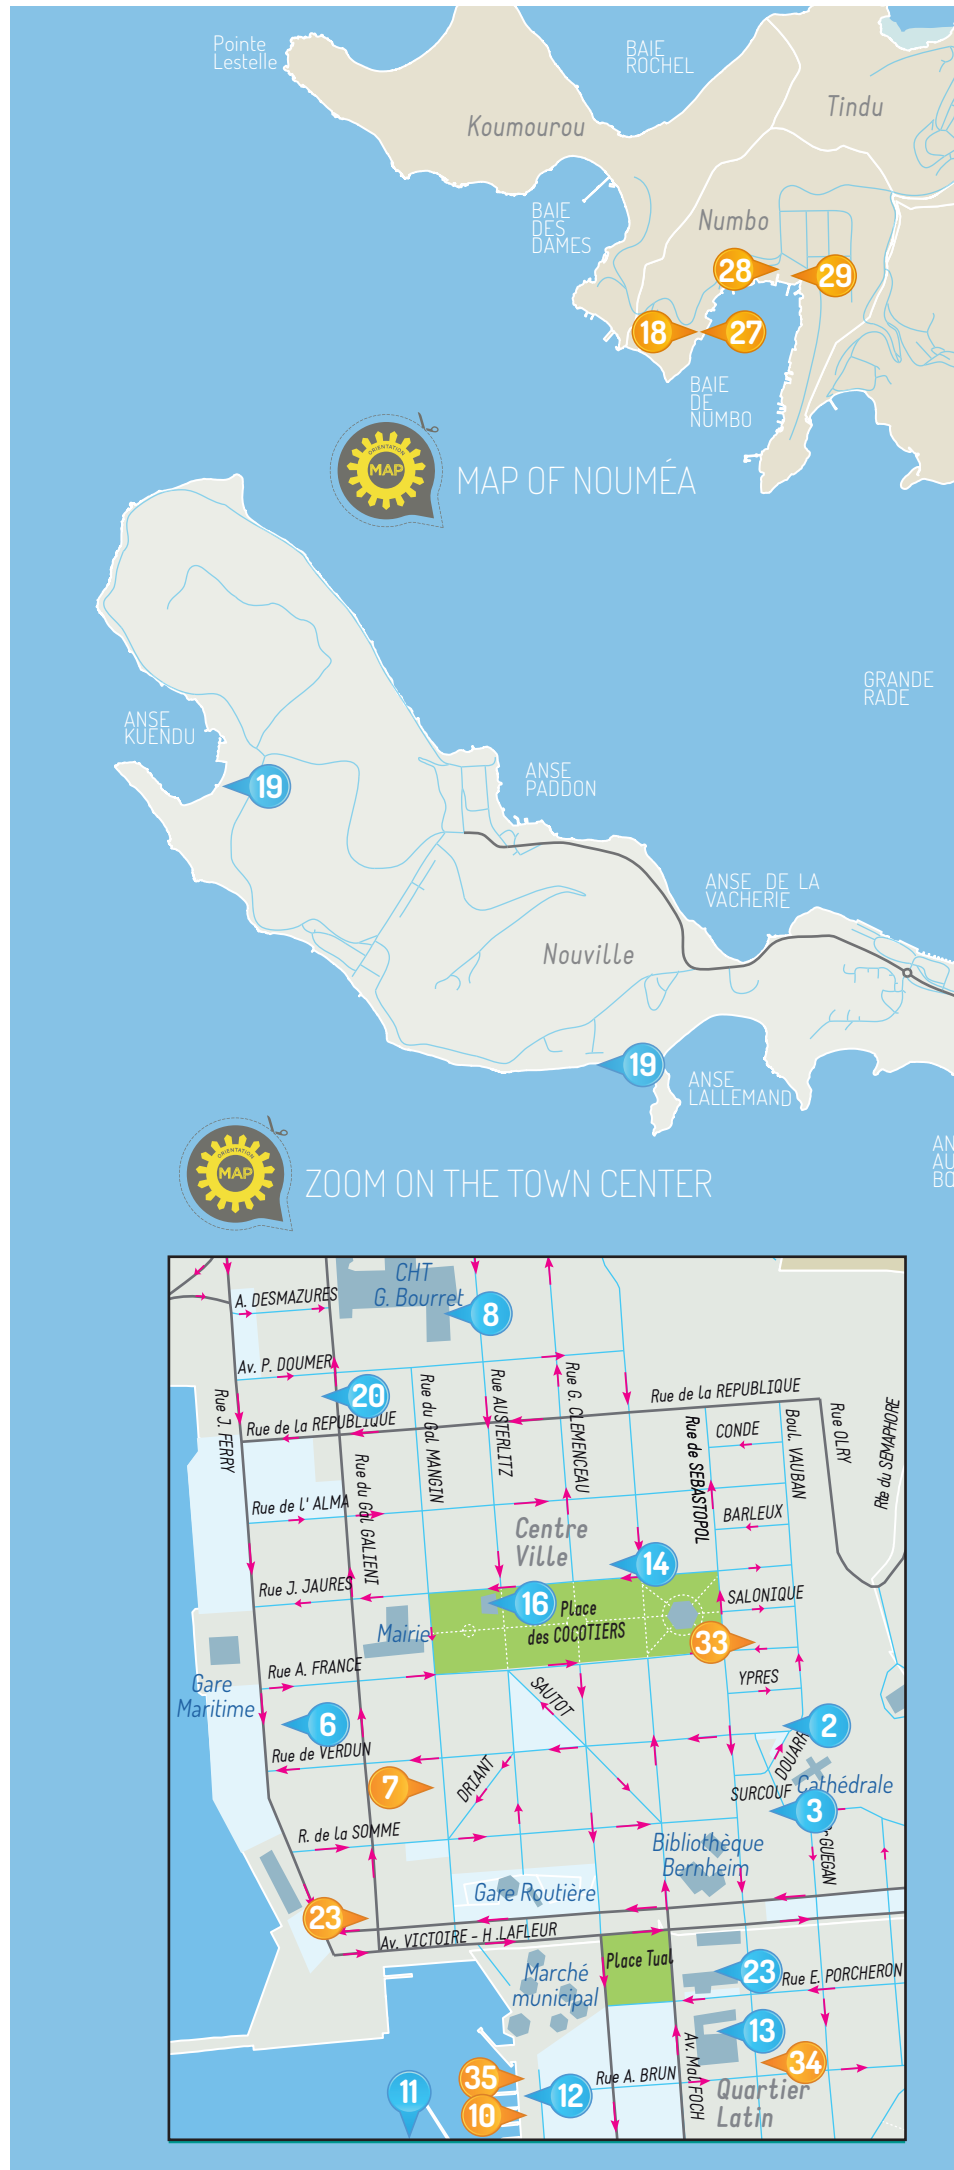 Pointe
Lestelle
BAIE
ROCHEL
Koumourou
Tindu
BAIE
DES
DAMES
Numbo
28
29
18
27
BAIE
DE
NUMBO
ORIENTATION
MAP
MAP OF NOUMÉA
GRANDE
RADE
ANSE
KUENDU
19
ANSE
PADDON
ANSE DE LA
VACHERIE
Nouville
19
ANSE
LALLEMAND
AN
AU
BO
ORIENTATION
MAP
ZOOM ON THE TOWN CENTER
CHT
G. Bourret
A. DESMAZURES
8
Av. P. DOUMER
20
Rue de la REPUBLIQUE
Rue de la REPUBLIQUE
Rue J. FERRY
Rue du Gal MANGIN
Rue AUSTERLITZ
Rue G. CLEMENCEAU
Rue de SEBASTOPOL
CONDE
Boul. VAUBAN
Rue OLRY
Rte du SEMAPHORE
Rue du Gal GALIENI
Rue de l' ALMA
BARLEUX
Centre
Ville
14
Rue J. JAURES
16
Place
des COCOTIERS
SALONIQUE
Mairie
33
Rue A. FRANCE
YPRES
Gare
Maritime
SAUTOT
6
2
Rue de VERDUN
DOUARR
7
DRIANT
SURCOUF
Cathédrale
3
R. de la SOMME
Bibliothèque
Bernheim
GUEGAN
Gare Routière
23
Av. VICTOIRE - H .LAFLEUR
Place Tual
Marché
municipal
23
Rue E. PORCHERON
13
34
35
11
12
10
Rue A. BRUN
Av. Mal FOCH
Quartier
Latin